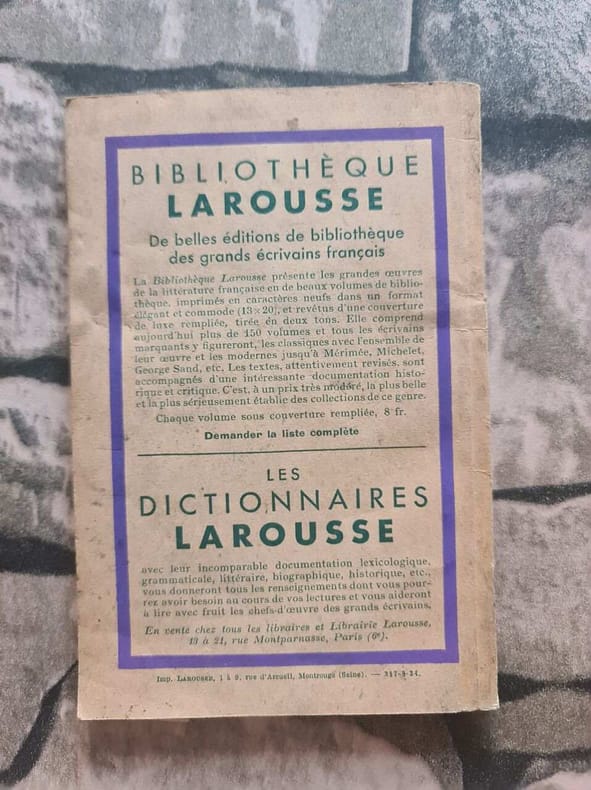 BIBLIOTHÈQUE
LAROUSSE
De belles éditions de bibliothèque
des grands écrivains français
La Bibliothèque Larousse présente les grandes œuvres
de la littérature française en de beaux volumes de biblio-
thèque, imprimés en caractères neufs dans un format
élégant et commode (13×20), et revêtus d'une couverture
de luxe rempliée, tirée en deux tons. Elle comprend
aujourd'hui plus de 150 volumes et tous les écrivains
marquants y figureront, les classiques avec l'ensemble de
leur œuvre et les modernes jusqu'à Mérimée, Michelet,
George Sand, etc. Les textes, attentivement revisés, sont
accompagnés d'une intéressante documentation histo-
rique et critique. C'est, à un prix très modéré, la plus belle
et la plus sérieusement établie des collections de ce genre.
Chaque volume sous couverture rempliée, 8 fr.
Demander la liste complète
LES
DICTIONNAIRES
LAROUSSE
avec leur incomparable documentation lexicologique,
grammaticale, littéraire, biographique, historique, etc.,
vous donneront tous les renseignements dont vous pour-
rez avoir besoin au cours de vos lectures et vous aideront
à lire avec fruit les chefs-d'œuvre des grands écrivains.
En vente chez tous les libraires et Librairie Larousse,
13 à 21, rue Montparnasse, Paris (6e).
Imp. LAROUSSE, 1 à 9, rue d'Arcueil, Montrouge (Seine). —